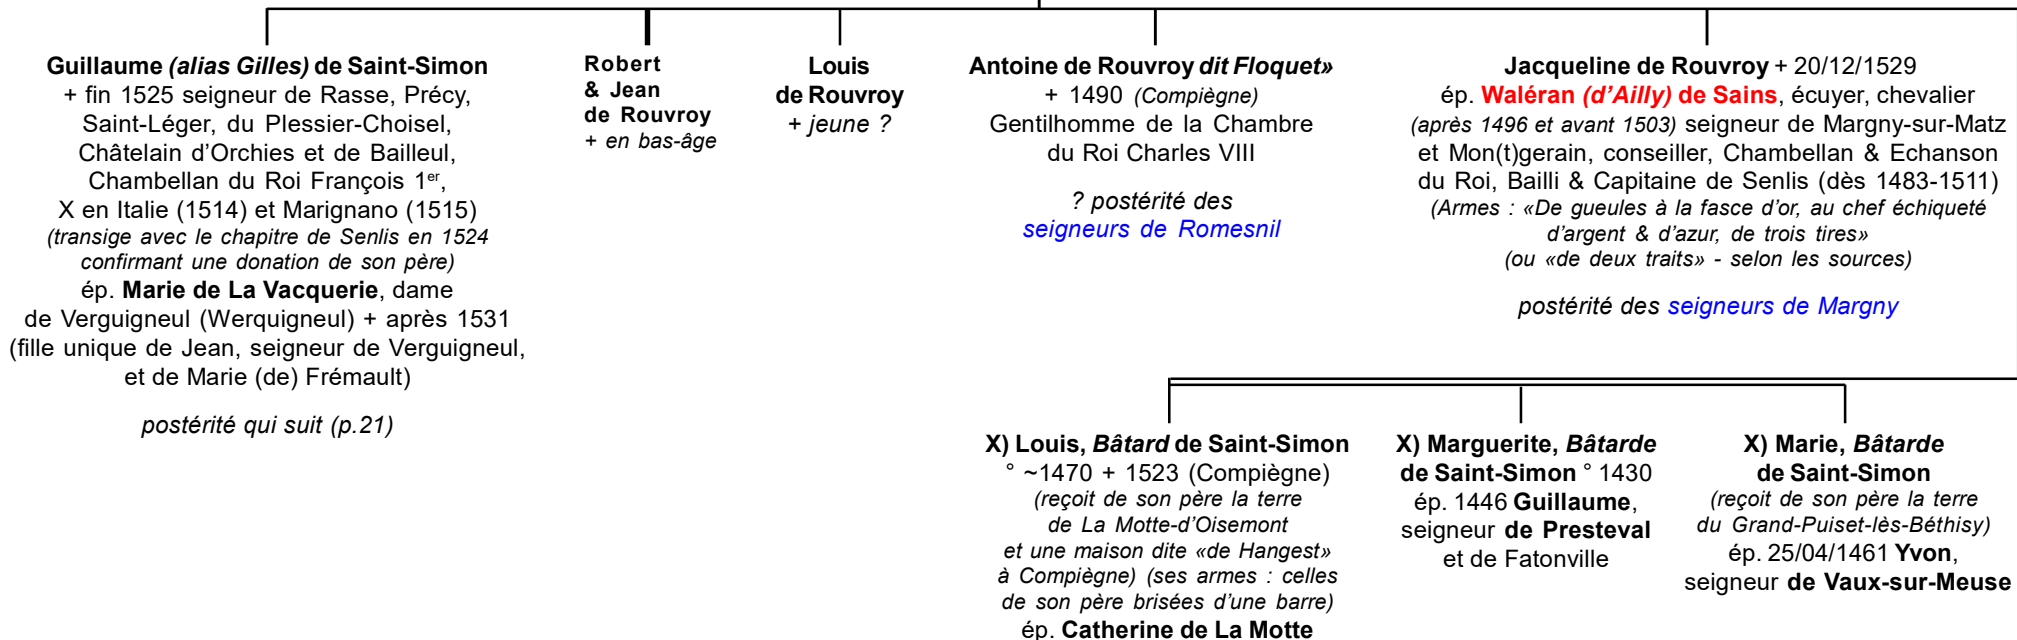 Guillaume (alias Gilles) de Saint-Simon
+ fin 1525 seigneur de Rasse, Précy,
Saint-Léger, du Plessier-Choisel,
Châtelain d'Orchies et de Bailleul,
Chambellan du Roi François 1er,
X en Italie (1514) et Marignano (1515)
(transige avec le chapitre de Senlis en 1524
confirmant une donation de son père)
ép. Marie de La Vacquerie, dame
de Verguigneul (Werquigneul) + après 1531
(fille unique de Jean, seigneur de Verguigneul,
et de Marie (de) Frémault)
postérité qui suit (p.21)
Robert
& Jean
de Rouvroy
+ en bas-âge
Louis
de Rouvroy
+ jeune ?
Antoine de Rouvroy dit Floquet»
+ 1490 (Compiègne)
Gentilhomme de la Chambre
du Roi Charles VIII
? postérité des
seigneurs de Romesnil
Jacqueline de Rouvroy + 20/12/1529
ép. Waléran (d'Ailly) de Sains, écuyer, chevalier
(après 1496 et avant 1503) seigneur de Margny-sur-Matz
et Mon(t)gerain, conseiller, Chambellan & Echanson
du Roi, Bailli & Capitaine de Senlis (dès 1483-1511)
(Armes : «De gueules à la fasce d'or, au chef échiqueté
d'argent & d'azur, de trois tires»
(ou «de deux traits» - selon les sources)
postérité des seigneurs de Margny
X) Louis, Bâtard de Saint-Simon
° ~1470 + 1523 (Compiègne)
(reçoit de son père la terre
de La Motte-d'Oisemont
et une maison dite «de Hangest»
à Compiègne) (ses armes : celles
de son père brisées d'une barre)
ép. Catherine de La Motte
X) Marguerite, Bâtarde
de Saint-Simon ° 1430
ép. 1446 Guillaume,
seigneur de Presteval
et de Fatonville
X) Marie, Bâtarde
de Saint-Simon
(reçoit de son père la terre
du Grand-Puiset-lès-Béthisy)
ép. 25/04/1461 Yvon,
seigneur de Vaux-sur-Meuse